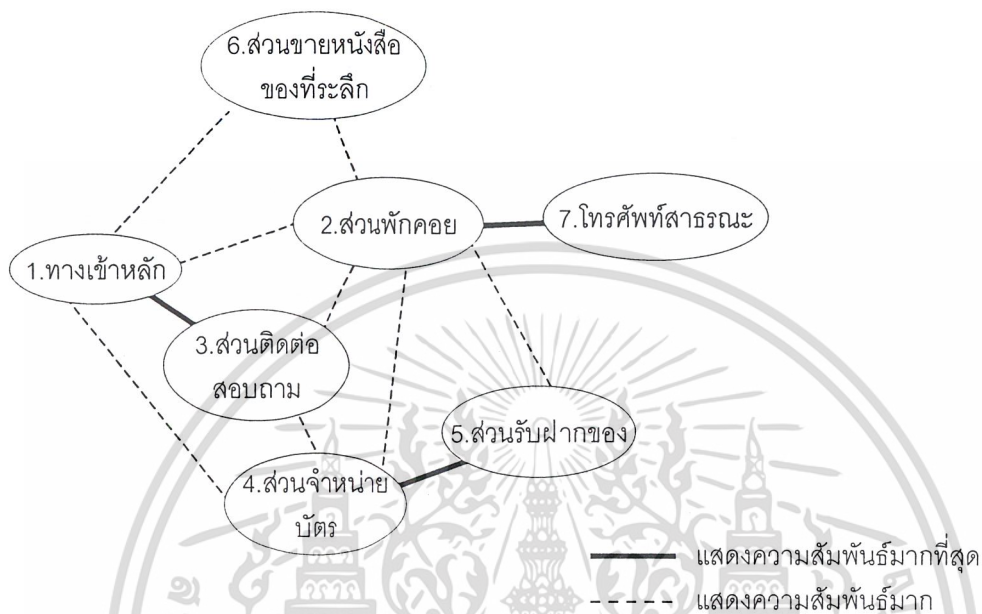 6.ส่วนขายหนังสือ
ของที่ระลึก
2.ส่วนพักคอย
7.โทรศัพท์สาธรณะ
1.ทางเข้าหลัก
3.ส่วนติดต่อ
สอบถาม
5.ส่วนรับฝากของ
4.ส่วนจำหน่าย
บัตร
แสดงความสัมพันธ์มากที่สุด
แสดงความสัมพันธ์มาก